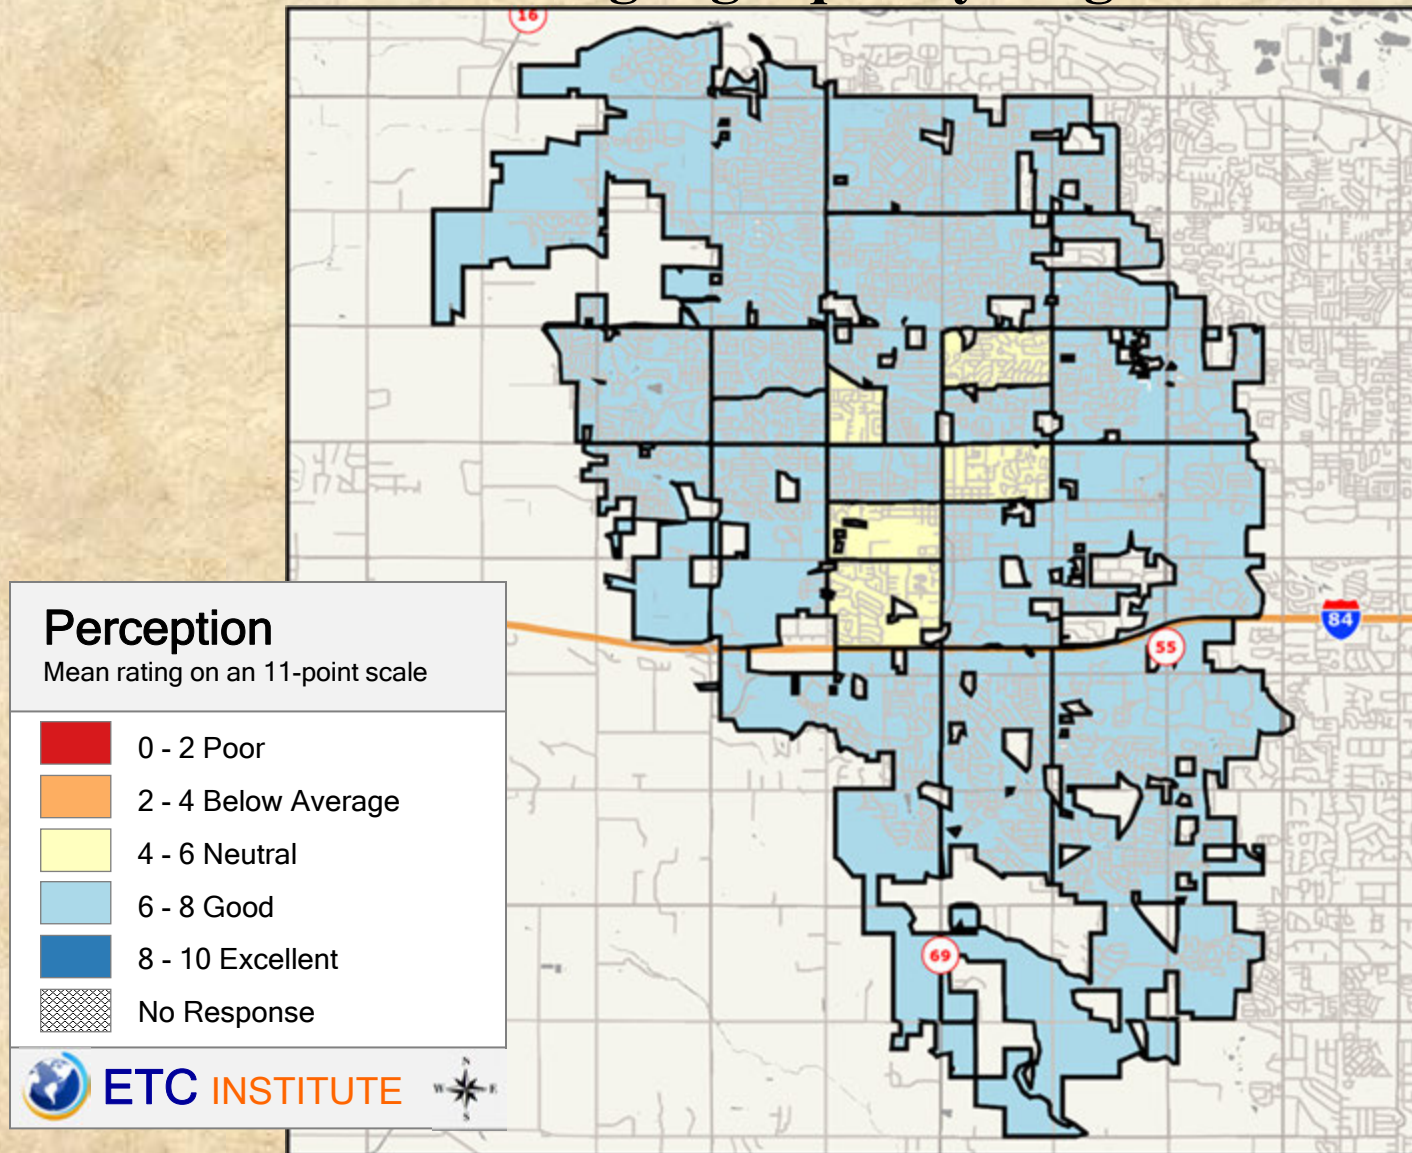 16
84
55
69
Perception
Mean rating on an 11-point scale
0 - 2 Poor
2 - 4 Below Average
4 - 6 Neutral
6 - 8 Good
8 - 10 Excellent
No Response
ETC INSTITUTE
N
W E
S